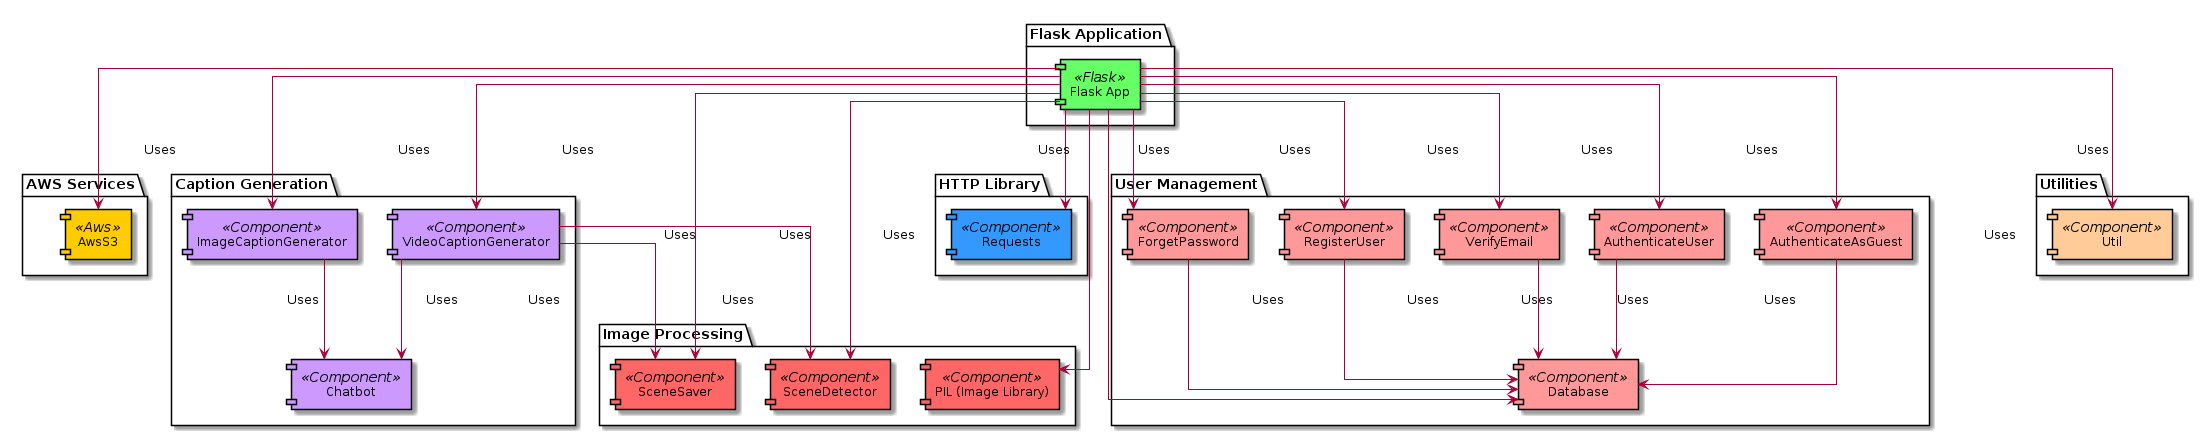 Flask Application
«Flask»
Flask App
Uses
Uses
Uses
Uses
Uses
Uses
Uses
Uses
Uses
Uses
AWS Services
Caption Generation
HTTP Library
User Management
Utilities
«Aws»
AwsS3
«Component»
ImageCaptionGenerator
«Component»
VideoCaptionGenerator
«Component»
Requests
«Component»
ForgetPassword
«Component»
RegisterUser
«Component»
VerifyEmail
«Component»
AuthenticateUser
«Component»
AuthenticateAsGuest
«Component»
Util
Uses
Uses
Uses
Uses
Uses
Uses
Uses
Uses
Uses
Uses
Uses
Uses
Uses
Image Processing
«Component»
Chatbot
«Component»
SceneSaver
«Component»
SceneDetector
«Component»
PIL (Image Library)
«Component»
Database